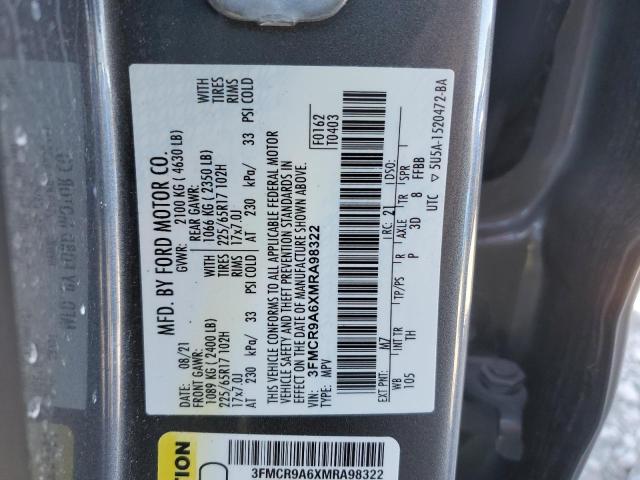 MFD. BY FORD MOTOR CO.
DATE: 08/21 GVWR: 2100 KG ( 4630 LB)
FRONT GAWR: REAR GAWR:
1089 KG ( 2400 LB) 1066 KG ( 2350 LB) WITH
225/65R17 102H TIRES 225/65R17 102H TIRES
17x7.0J RIMS 17x7.0J RIMS
AT 230 kPa/ 33 PSI COLD AT 230 kPa/ 33 PSI COLD
THIS VEHICLE CONFORMS TO ALL APPLICABLE FEDERAL MOTOR
VEHICLE SAFETY AND THEFT PREVENTION STANDARDS IN
EFFECT ON THE DATE OF MANUFACTURE SHOWN ABOVE.
VIN: 3FMCR9A6XMRA98322
TYPE: MPV
F0162
T0403
EXT PNT: M7 RC: 21 DSO:
WB INT TR TP/PS R AXLE TR SPR
105 TH P 3D 8 FFBB
UTC ▽ 5U5A-1520472-BA
3FMCR9A6XMRA98322